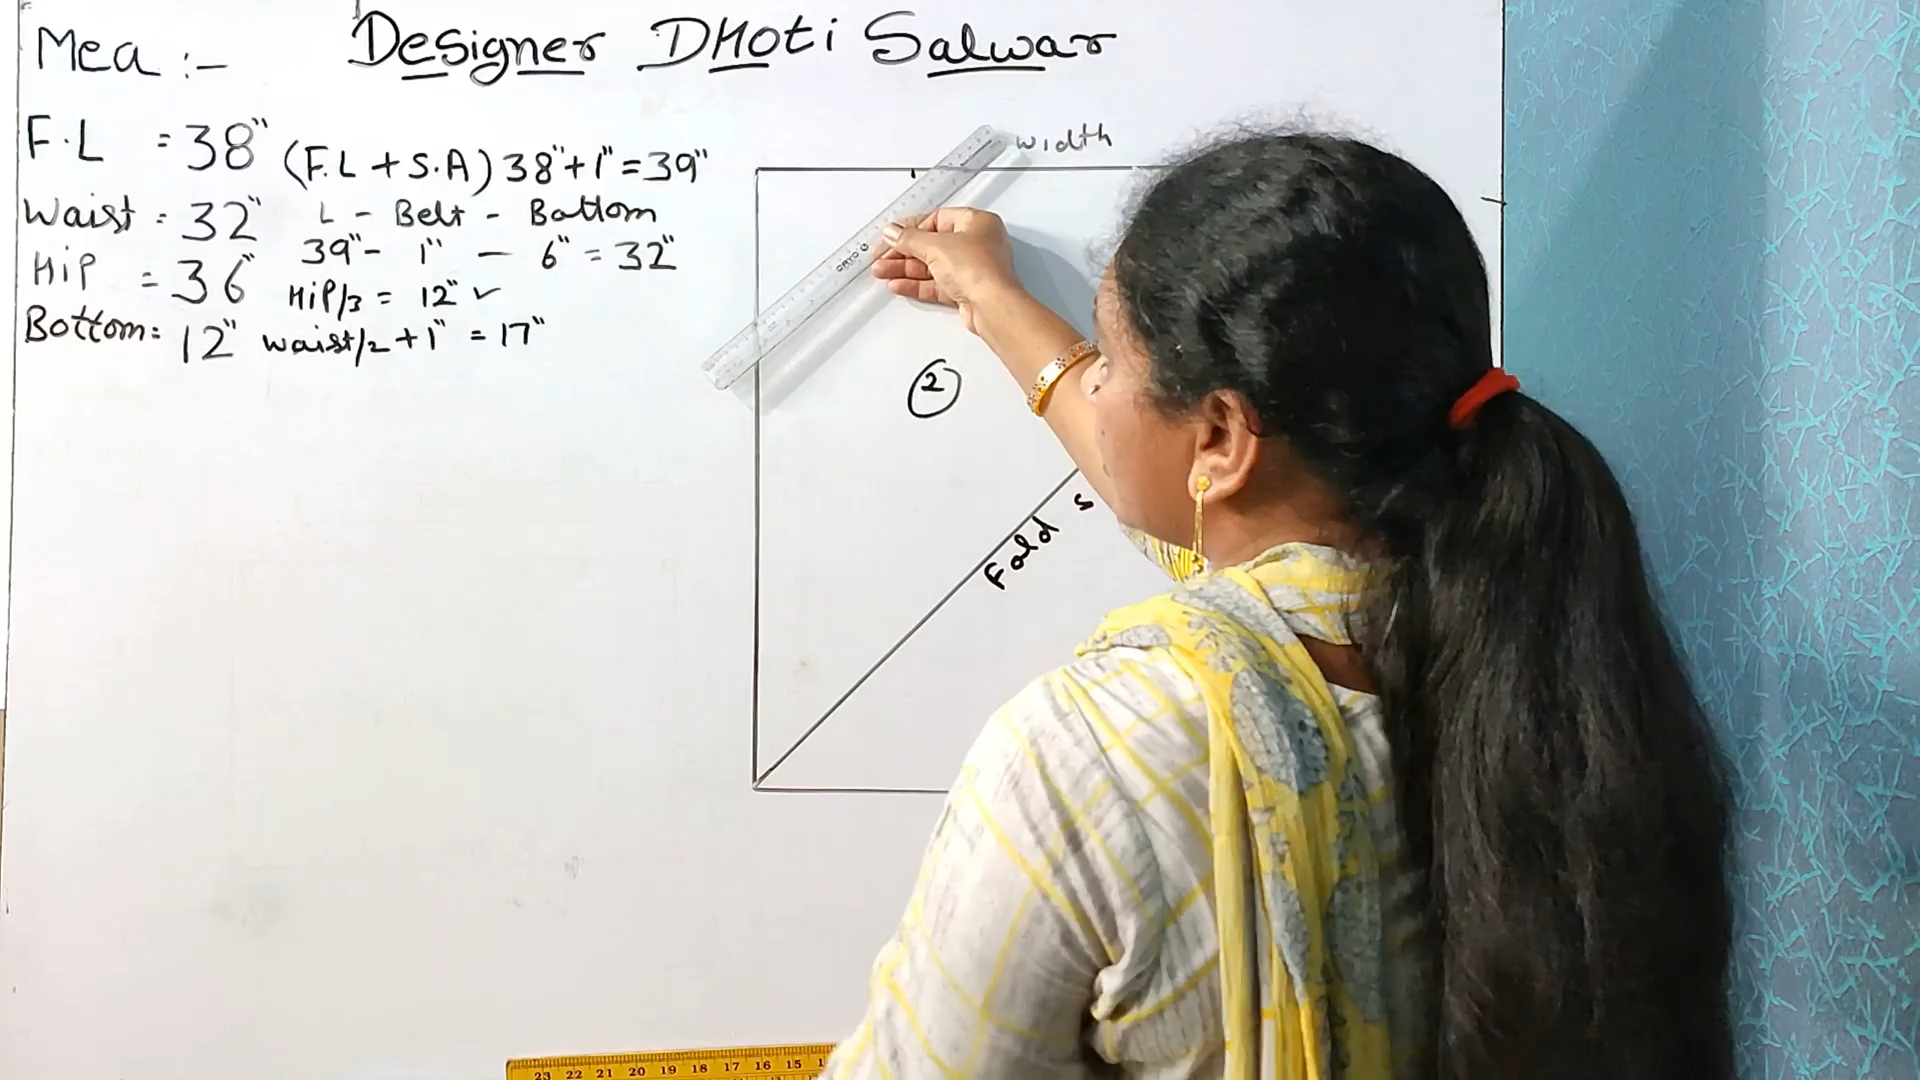 Mea :- Designer DHoti Salwar
F.L = 38" (F.L + S.A) 38" + 1" = 39"
Waist = 32" L - Belt - Bottom
39" - 1" - 6" = 32"
HiP = 36" HiP/3 = 12" ✓
Bottom = 12" waist/2 + 1" = 17"
width
2
Fold s
23 22 21 20 19 18 17 16 15